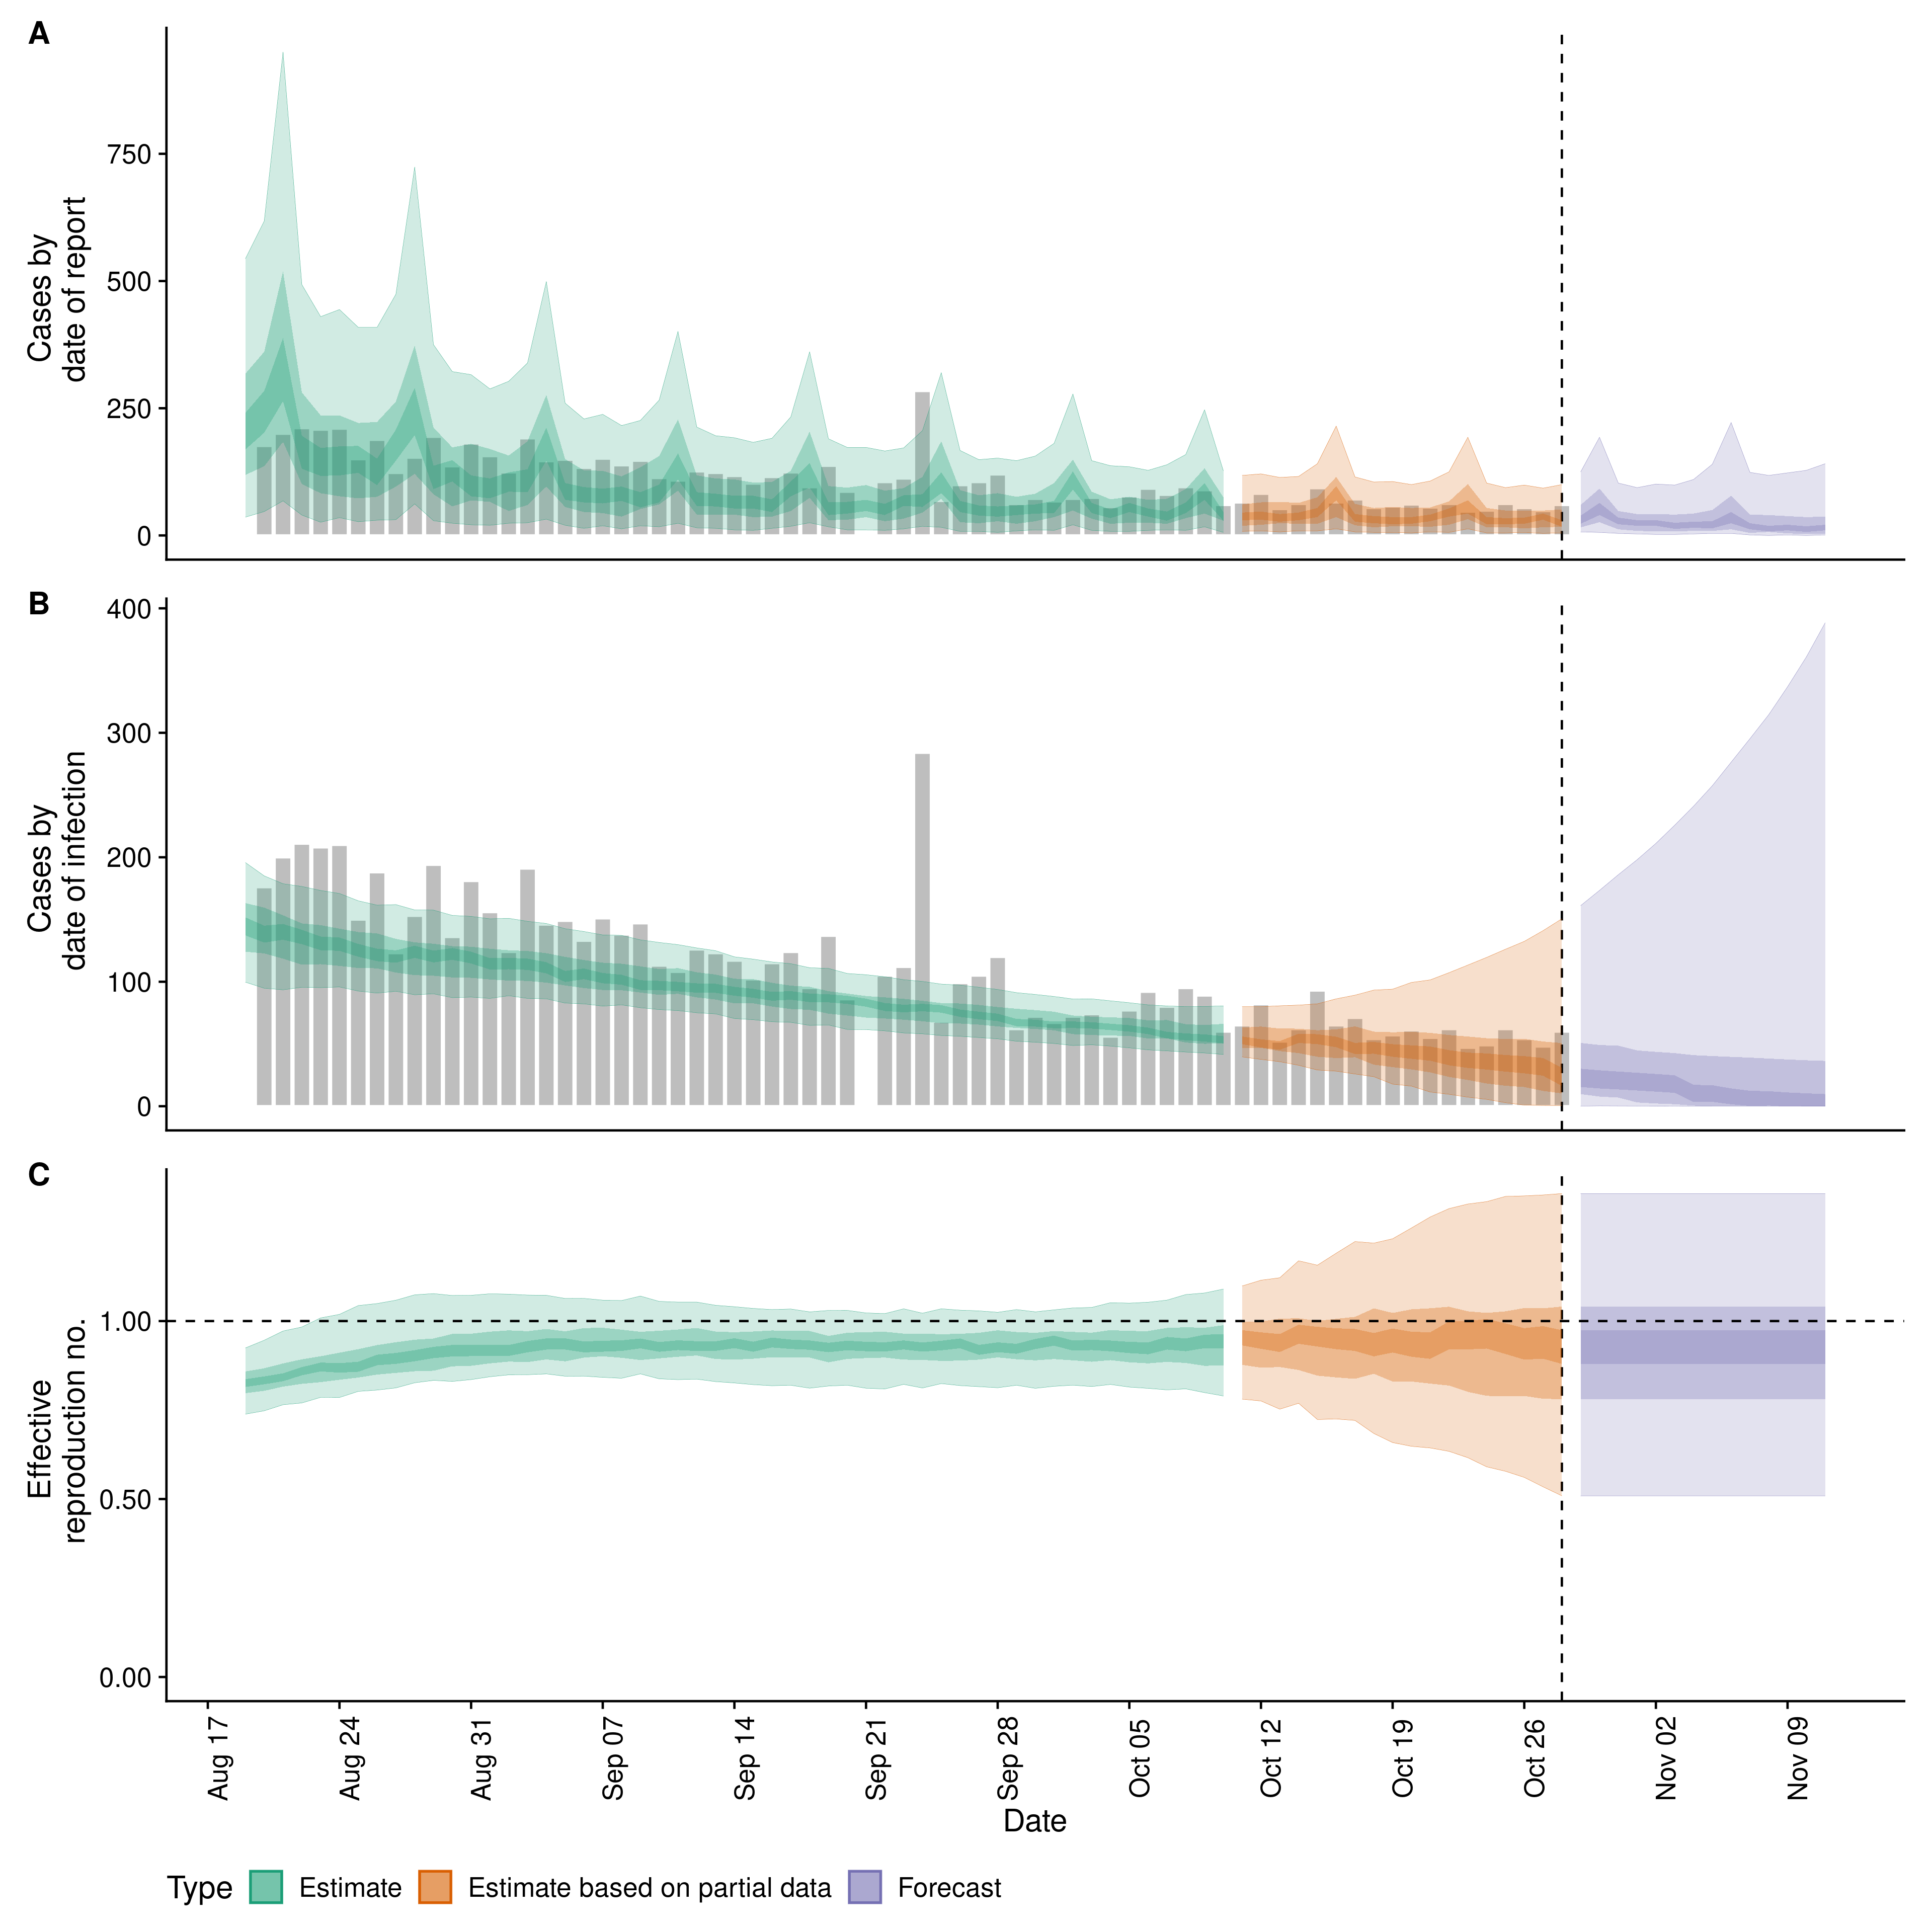 A
Cases by
date of report
750
500
250
0
B
Cases by
date of infection
400
300
200
100
0
C
Effective
reproduction no.
1.00
0.50
0.00
Aug 17
Aug 24
Aug 31
Sep 07
Sep 14
Sep 21
Sep 28
Oct 05
Oct 12
Oct 19
Oct 26
Nov 02
Nov 09
Date
Type Estimate Estimate based on partial data Forecast